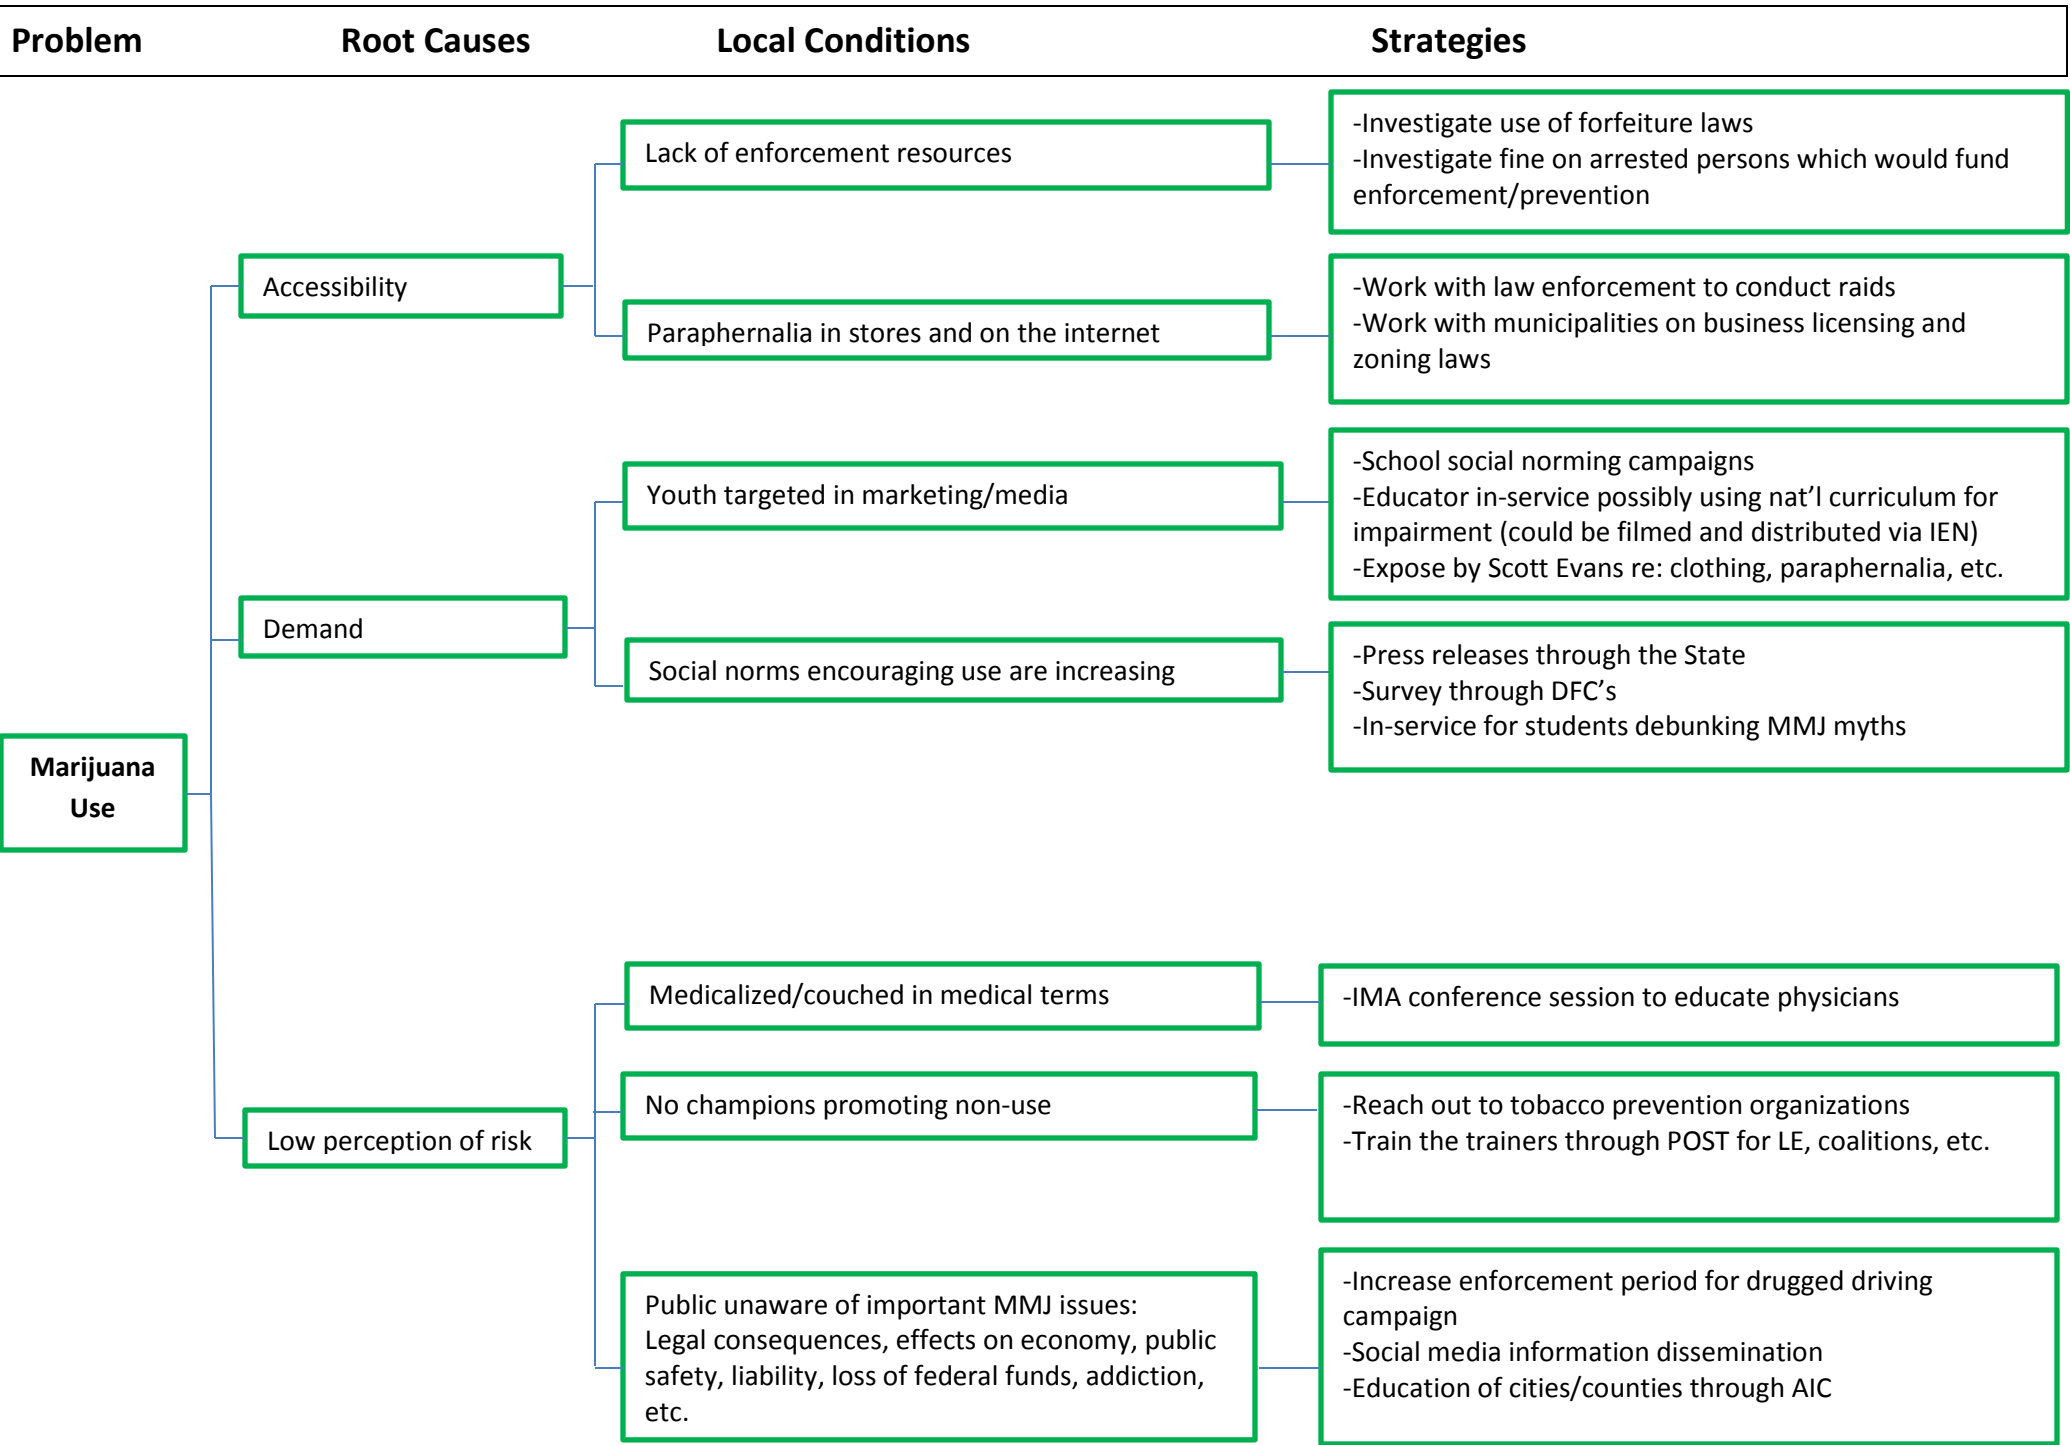 Problem Root Causes Local Conditions Strategies
Lack of enforcement resources
-Investigate use of forfeiture laws
-Investigate fine on arrested persons which would fund
enforcement/prevention
Accessibility
Paraphernalia in stores and on the internet
-Work with law enforcement to conduct raids
-Work with municipalities on business licensing and
zoning laws
Youth targeted in marketing/media
-School social norming campaigns
-Educator in-service possibly using nat’l curriculum for
impairment (could be filmed and distributed via IEN)
-Expose by Scott Evans re: clothing, paraphernalia, etc.
Demand
Social norms encouraging use are increasing
-Press releases through the State
-Survey through DFC’s
-In-service for students debunking MMJ myths
Marijuana
Use
Medicalized/couched in medical terms
-IMA conference session to educate physicians
No champions promoting non-use
-Reach out to tobacco prevention organizations
-Train the trainers through POST for LE, coalitions, etc.
Low perception of risk
Public unaware of important MMJ issues:
Legal consequences, effects on economy, public
safety, liability, loss of federal funds, addiction,
etc.
-Increase enforcement period for drugged driving
campaign
-Social media information dissemination
-Education of cities/counties through AIC